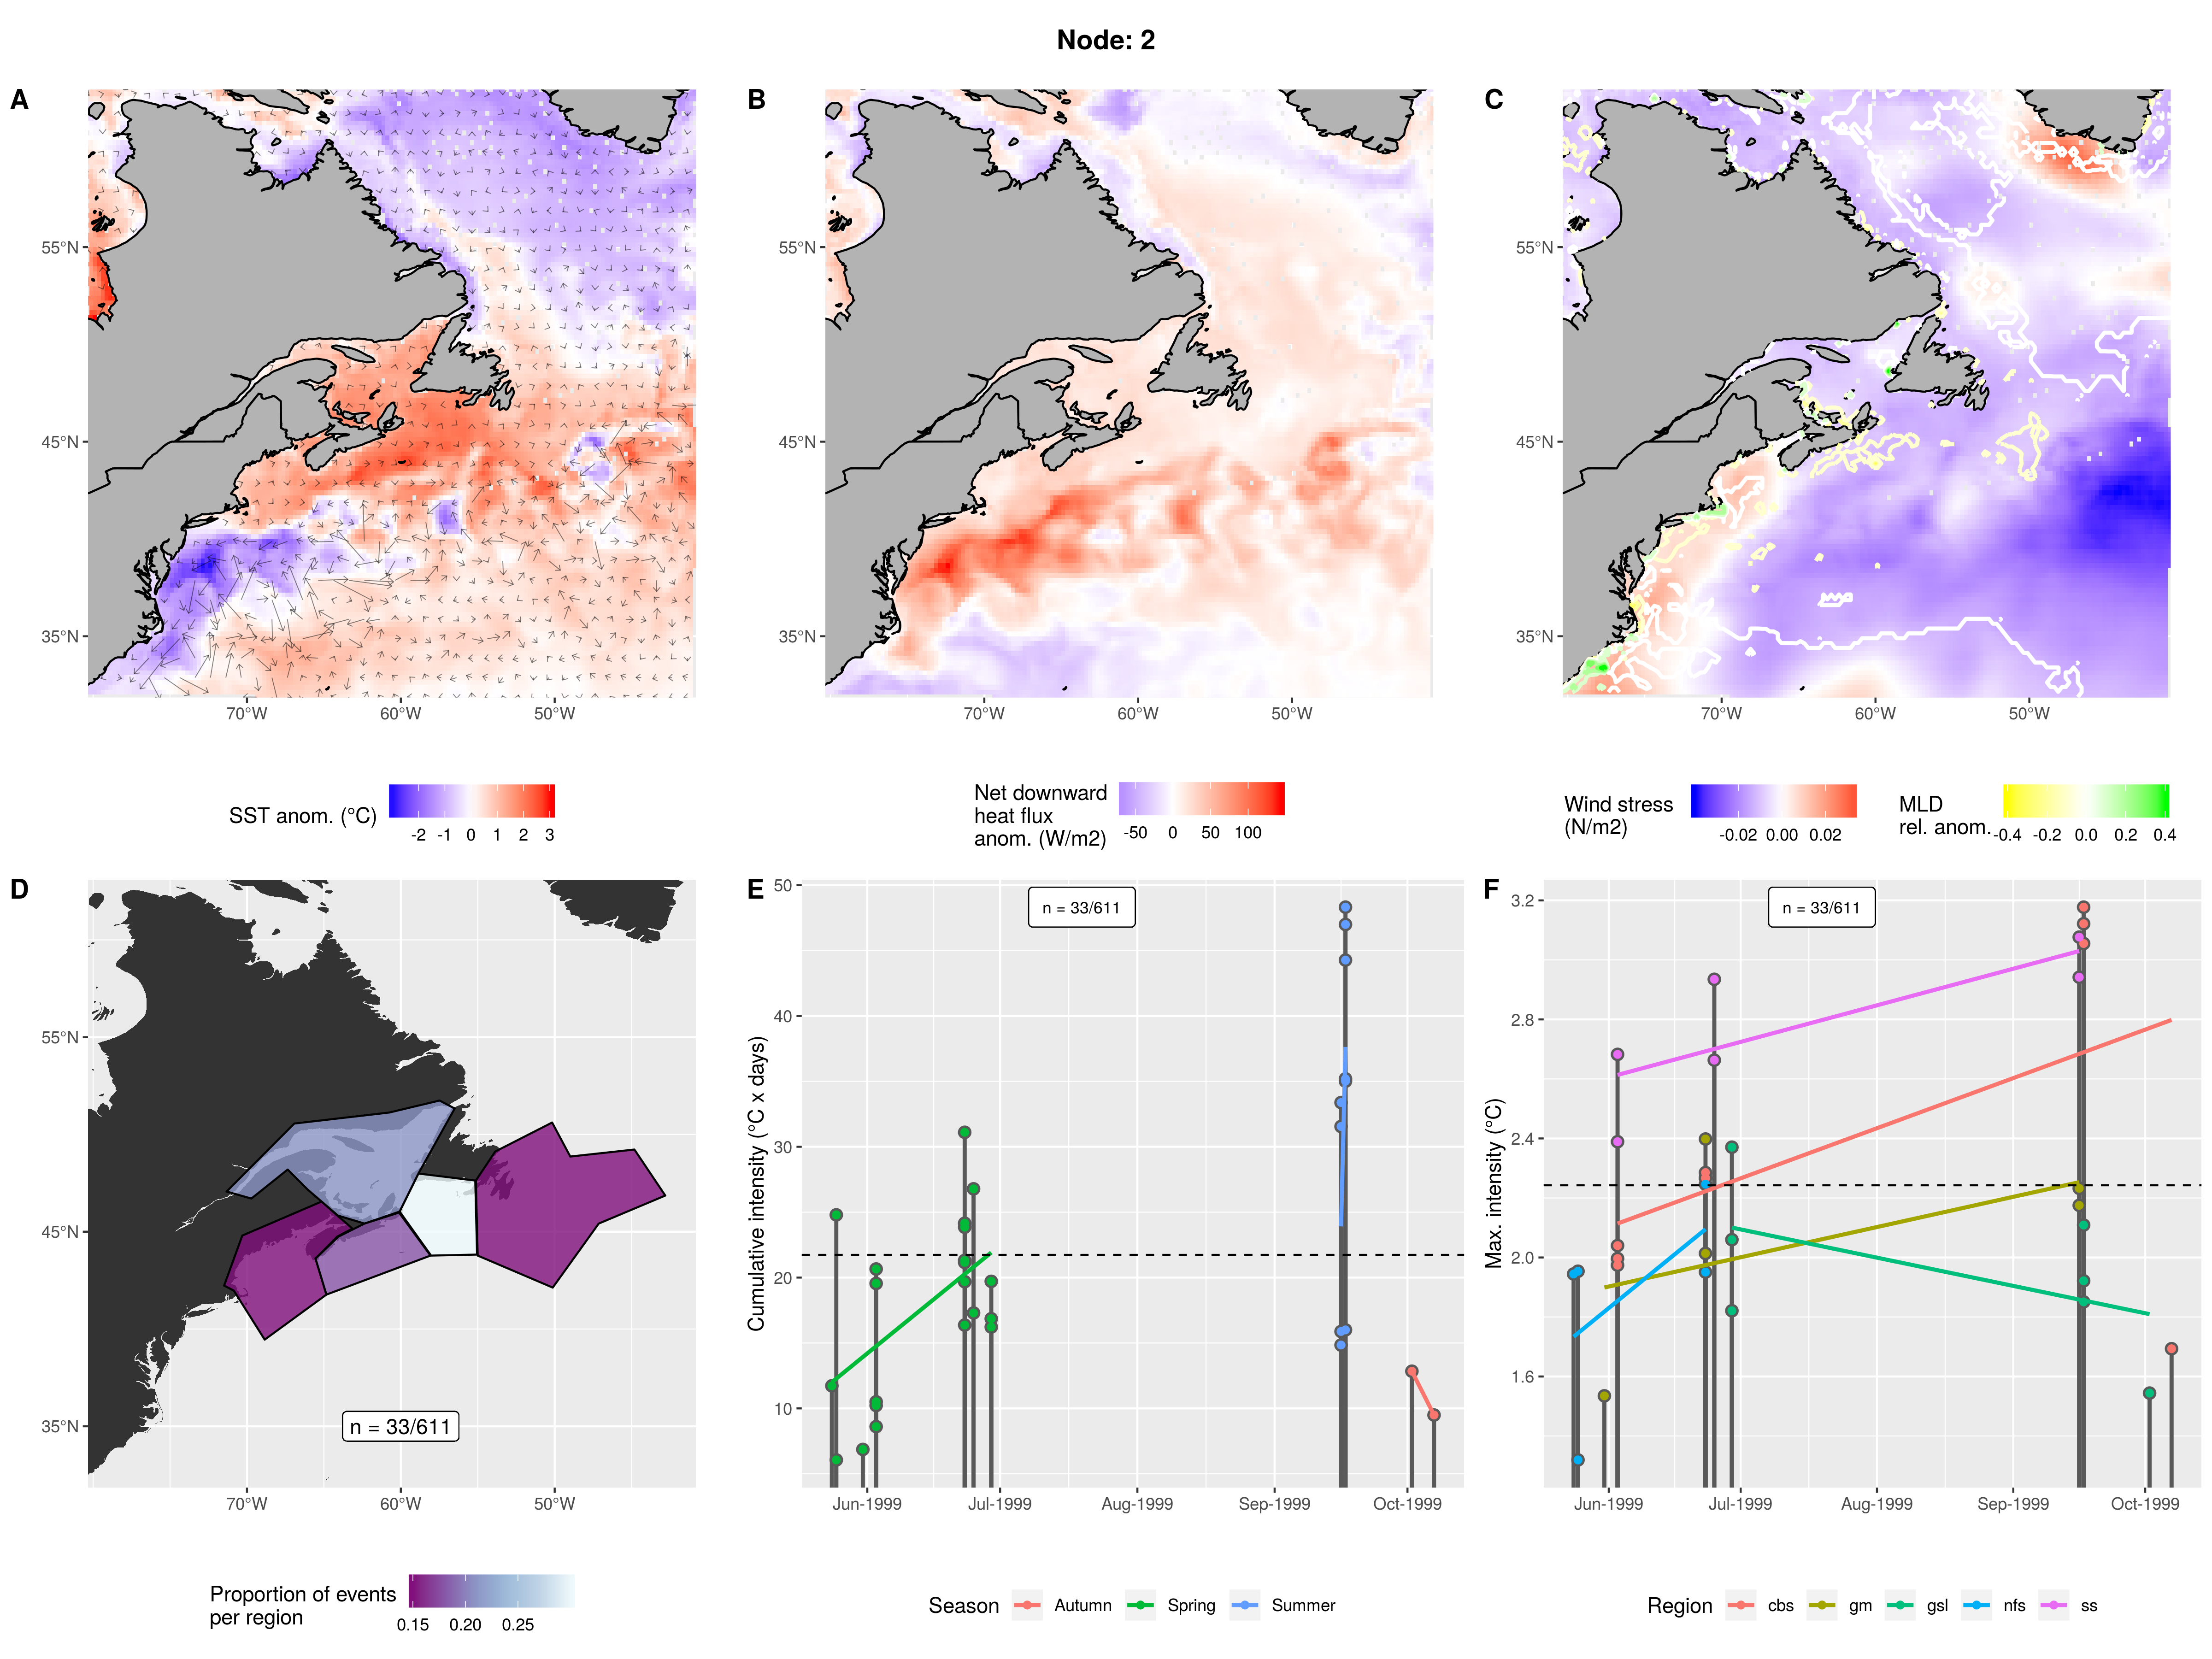 Node: 2
A
55°N
45°N
35°N
70°W
60°W
50°W
SST anom. (°C)
-2
-1
0
1
2
3
B
55°N
45°N
35°N
70°W
60°W
50°W
Net downward
heat flux
anom. (W/m2)
-50
0
50
100
C
55°N
45°N
35°N
70°W
60°W
50°W
Wind stress
(N/m2)
-0.02
0.00
0.02
MLD
rel. anom.
-0.4
-0.2
0.0
0.2
0.4
D
55°N
45°N
35°N
n = 33/611
70°W
60°W
50°W
Proportion of events
per region
0.15
0.20
0.25
E
n = 33/611
Cumulative intensity (°C x days)
50
40
30
20
10
Jun-1999
Jul-1999
Aug-1999
Sep-1999
Oct-1999
Season
Autumn
Spring
Summer
F
n = 33/611
Max. intensity (°C)
3.2
2.8
2.4
2.0
1.6
Jun-1999
Jul-1999
Aug-1999
Sep-1999
Oct-1999
Region
cbs
gm
gsl
nfs
ss